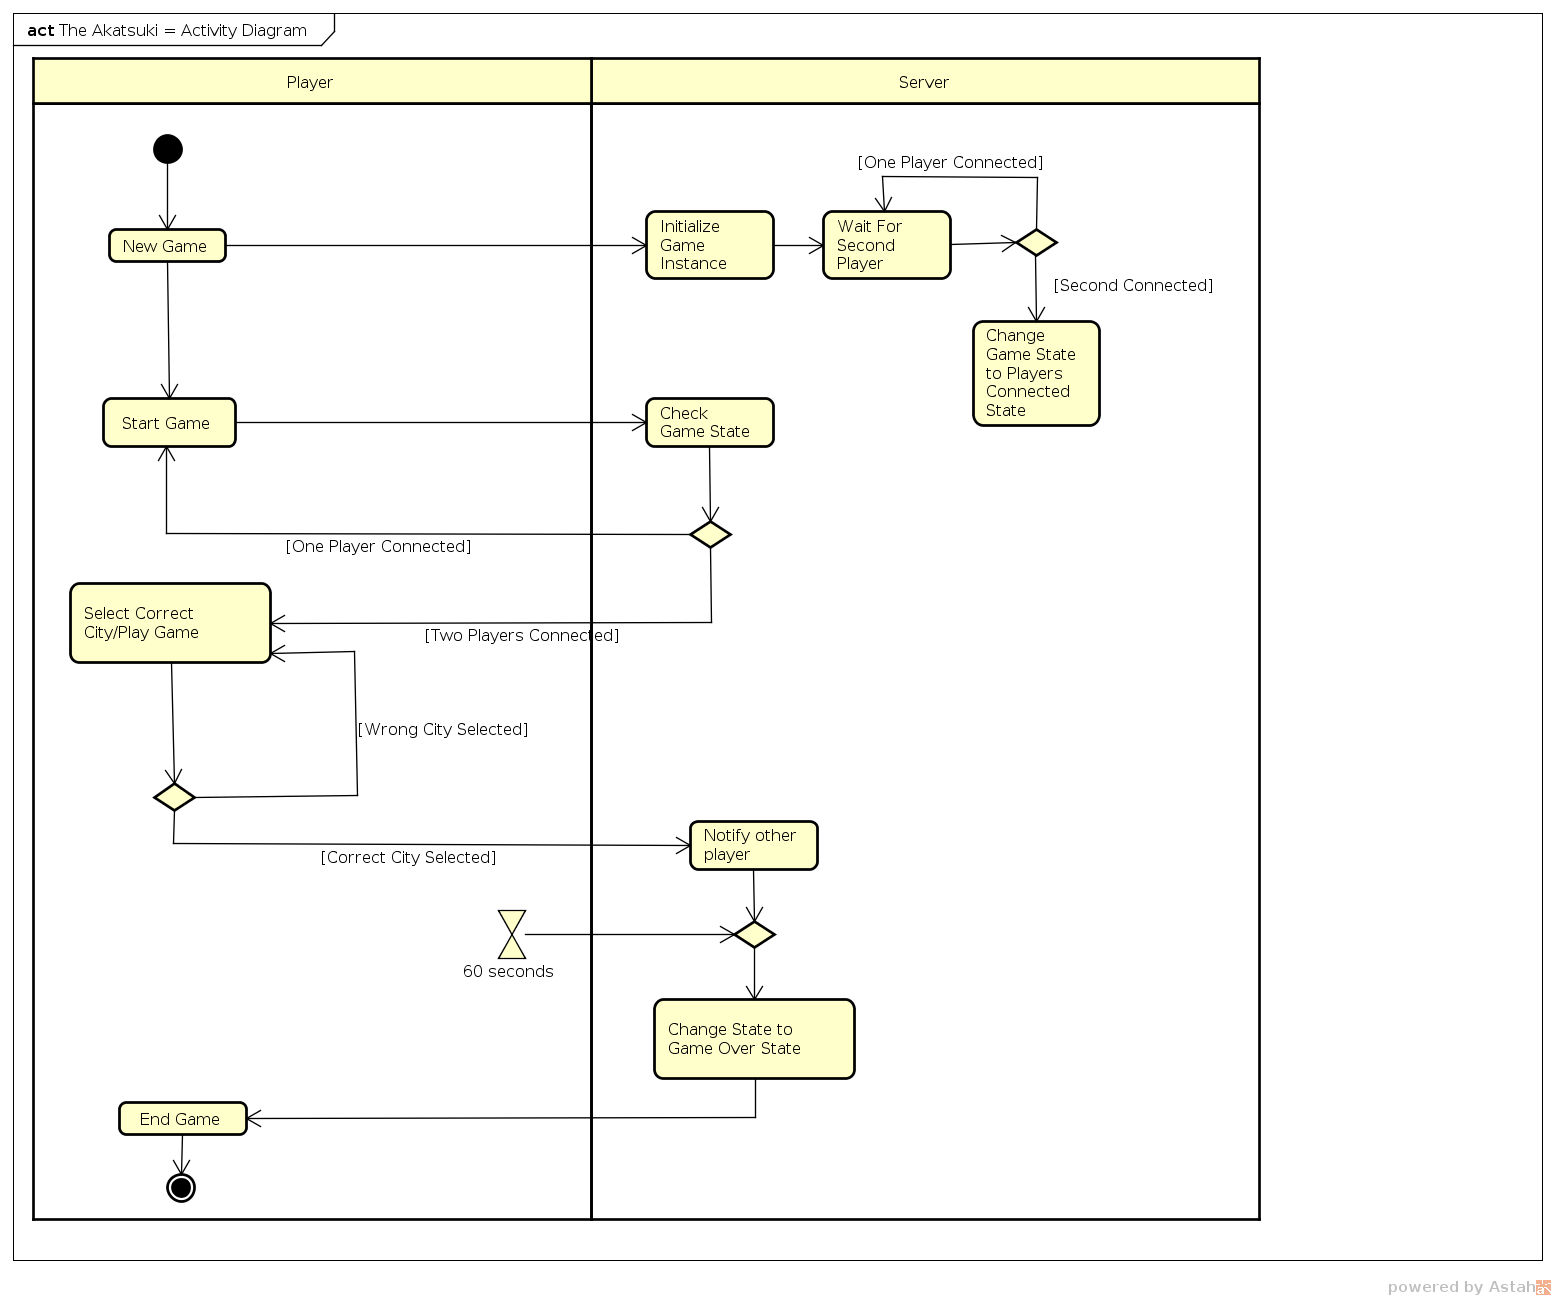 act The Akatsuki = Activity Diagram
Player
Server
[One Player Connected]
New Game
Initialize
Game
Instance
Wait For
Second
Player
[Second Connected]
Change
Game State
to Players
Connected
State
Start Game
Check
Game State
[One Player Connected]
Select Correct
City/Play Game
[Two Players Connected]
[Wrong City Selected]
Notify other
player
[Correct City Selected]
60 seconds
Change State to
Game Over State
End Game
powered by Astah